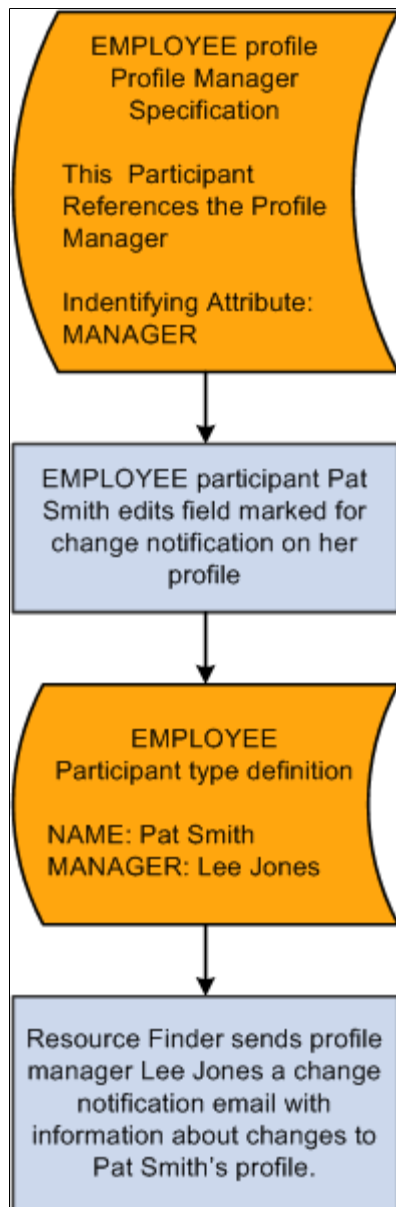 EMPLOYEE profile
Profile Manager
Specification
This Participant
References the Profile
Manager
Indentifying Attribute:
MANAGER
EMPLOYEE participant Pat
Smith edits field marked for
change notification on her
profile
EMPLOYEE
Participant type definition
NAME: Pat Smith
MANAGER: Lee Jones
Resource Finder sends profile
manager Lee Jones a change
notification email with
information about changes to
Pat Smith's profile.